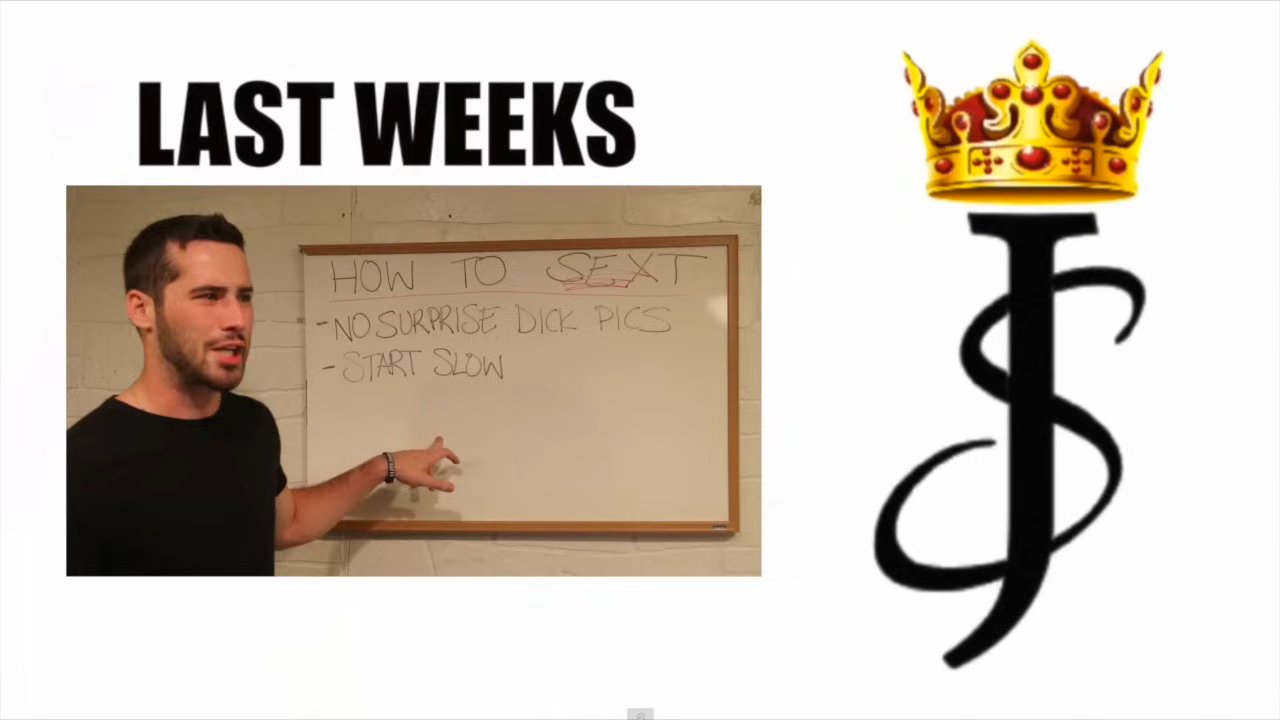 LAST WEEKS
HOW TO SEXT
- NO SURPRISE DICK PICS
- START SLOW
JS